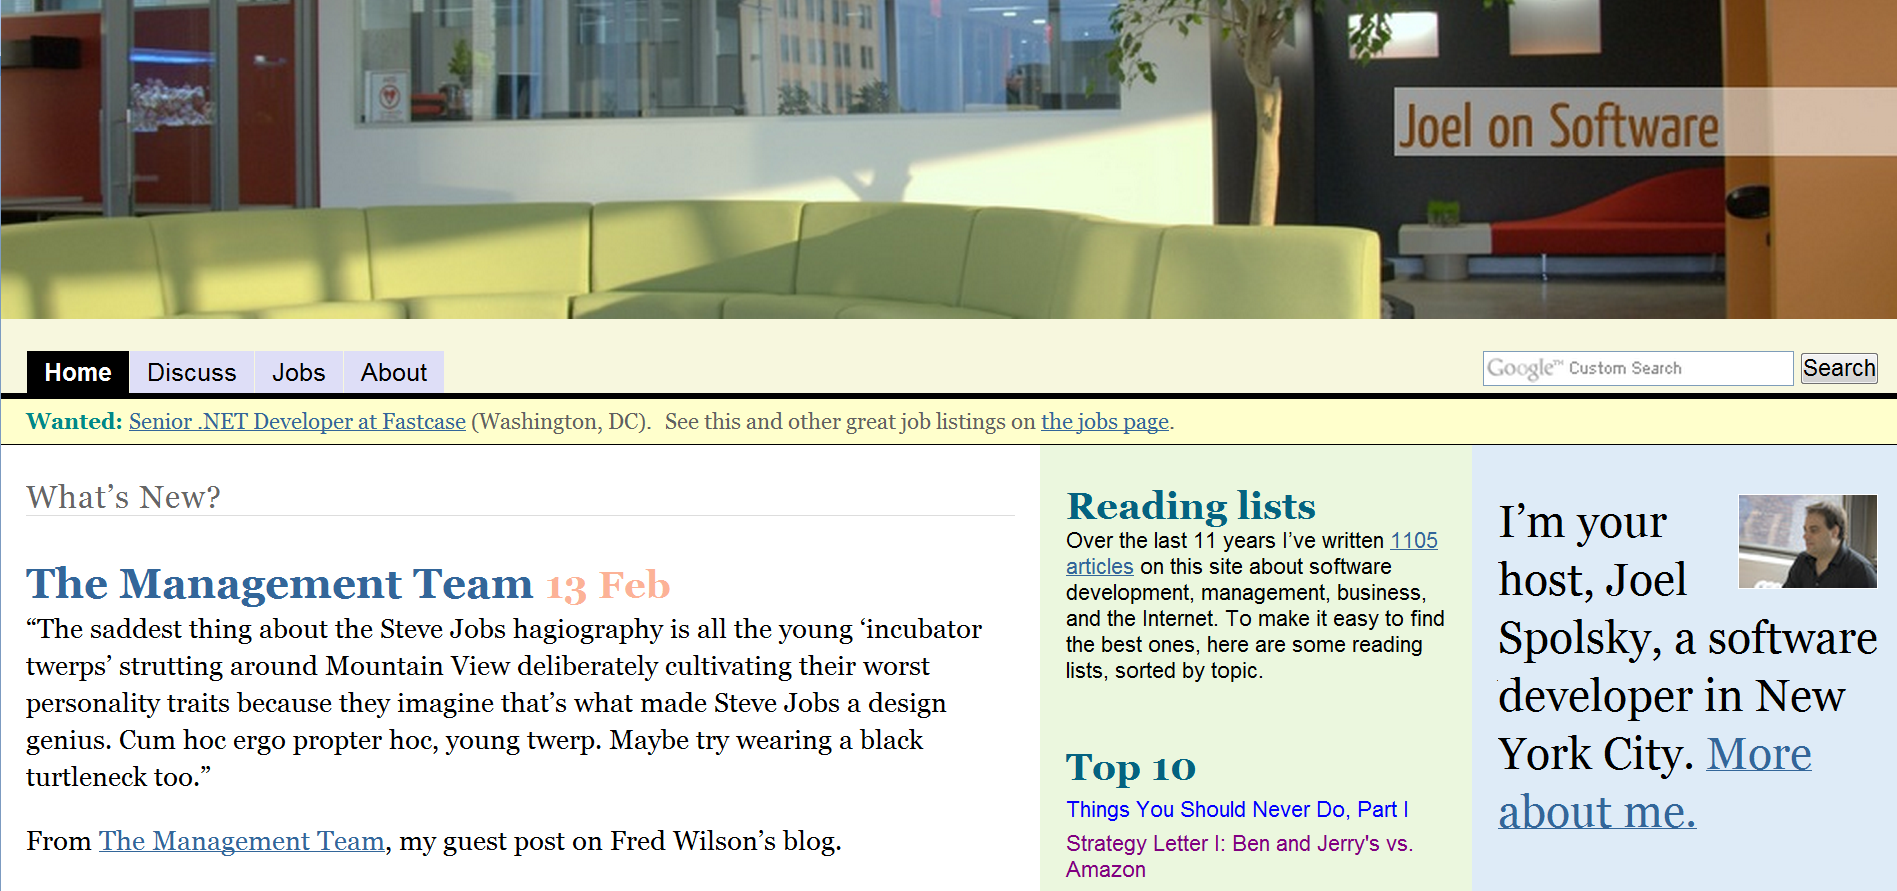 AED
Joel on Software
Home
Discuss
Jobs
About
Google™ Custom Search
Search
Wanted: Senior .NET Developer at Fastcase (Washington, DC). See this and other great job listings on the jobs page.
What’s New?
The Management Team 13 Feb
“The saddest thing about the Steve Jobs hagiography is all the young ‘incubator
twerps’ strutting around Mountain View deliberately cultivating their worst
personality traits because they imagine that’s what made Steve Jobs a design
genius. Cum hoc ergo propter hoc, young twerp. Maybe try wearing a black
turtleneck too.”
From The Management Team, my guest post on Fred Wilson’s blog.
Reading lists
Over the last 11 years I’ve written 1105
articles on this site about software
development, management, business,
and the Internet. To make it easy to find
the best ones, here are some reading
lists, sorted by topic.
Top 10
Things You Should Never Do, Part I
Strategy Letter I: Ben and Jerry's vs.
Amazon
I’m your
host, Joel
Spolsky, a software
developer in New
York City. More
about me.